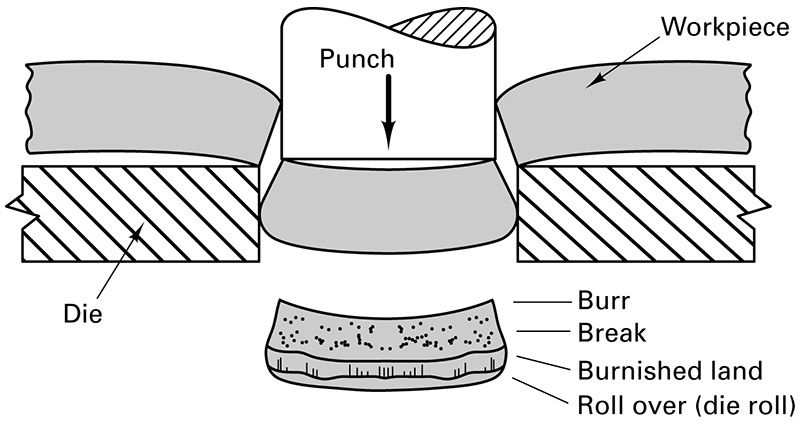 Workpiece
Punch
Die
Burr
Break
Burnished land
Roll over (die roll)